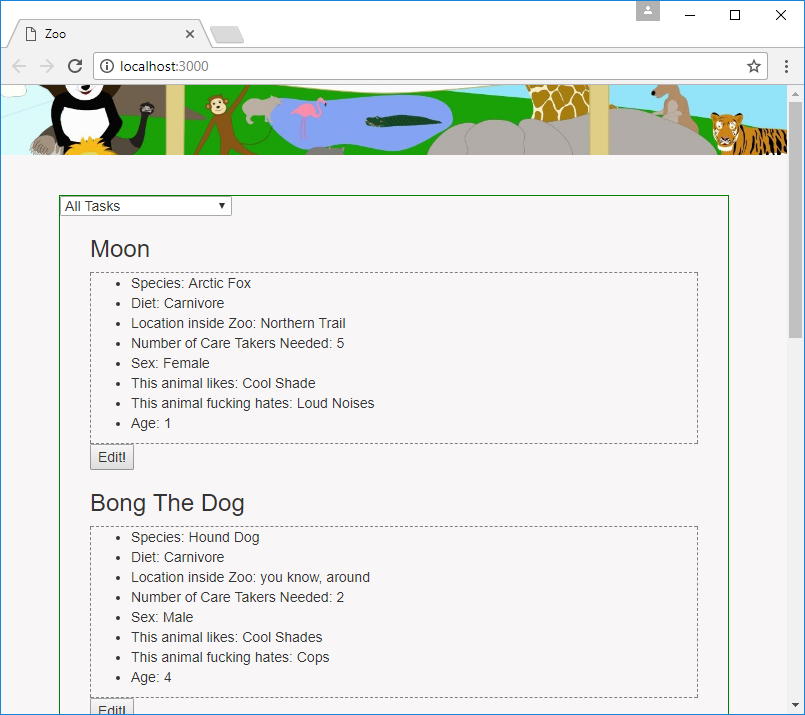 Zoo
localhost:3000
All Tasks
Moon
Species: Arctic Fox
Diet: Carnivore
Location inside Zoo: Northern Trail
Number of Care Takers Needed: 5
Sex: Female
This animal likes: Cool Shade
This animal fucking hates: Loud Noises
Age: 1
Edit!
Bong The Dog
Species: Hound Dog
Diet: Carnivore
Location inside Zoo: you know, around
Number of Care Takers Needed: 2
Sex: Male
This animal likes: Cool Shades
This animal fucking hates: Cops
Age: 4
Edit!